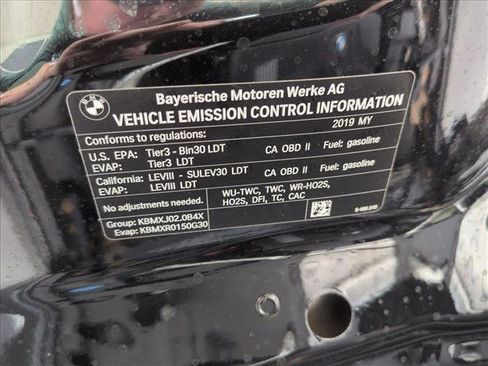 BMW
Bayerische Motoren Werke AG
VEHICLE EMISSION CONTROL INFORMATION
Conforms to regulations: 2019 MY
U.S. EPA: Tier3 - Bin30 LDT CA OBD II Fuel: gasoline
EVAP: Tier3 LDT
California: LEVIII - SULEV30 LDT CA OBD II Fuel: gasoline
EVAP: LEVIII LDT
No adjustments needed. WU-TWC, TWC, WR-HO2S,
HO2S, DFI, TC, CAC
Group: KBMXJ02.0B4X
Evap: KBMXR0150G30